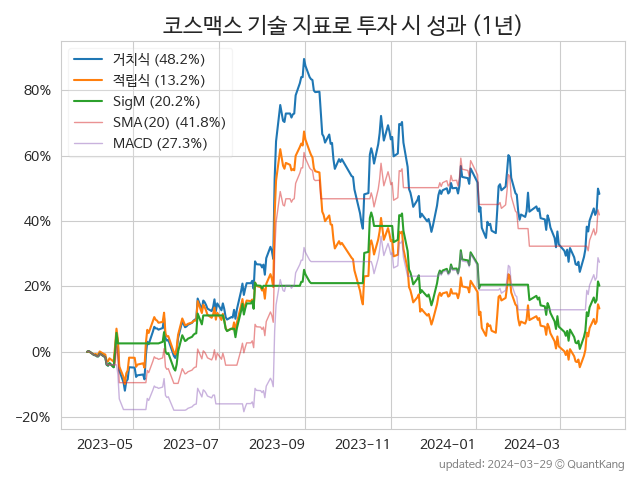 코스맥스 기술 지표로 투자 시 성과 (1년)
거치식 (48.2%)
적립식 (13.2%)
SigM (20.2%)
SMA(20) (41.8%)
MACD (27.3%)
80%
60%
40%
20%
0%
−20%
2023-05 2023-07 2023-09 2023-11 2024-01 2024-03
updated: 2024-03-29 © QuantKang